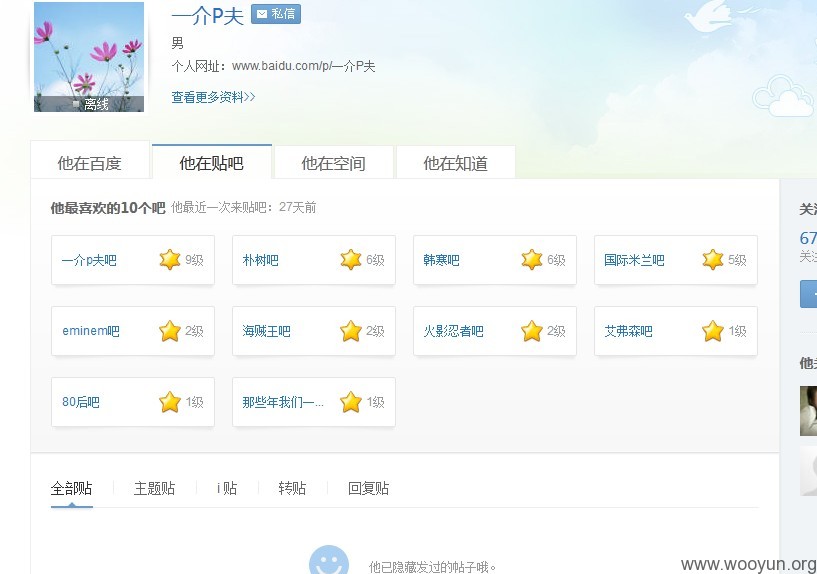 一介P夫 私信
男
个人网址：www.baidu.com/p/一介P夫
离线
查看更多资料>>
他在百度 他在贴吧 他在空间 他在知道
他最喜欢的10个吧 他最近一次来贴吧：27天前
一介p夫吧 9级 朴树吧 6级 韩寒吧 6级 国际米兰吧 5级
eminem吧 2级 海贼王吧 2级 火影忍者吧 2级 艾弗森吧 1级
80后吧 1级 那些年我们一... 1级
67
关注
他
全部贴 主题贴 i 贴 转贴 回复贴
他已隐藏发过的帖子哦。
www.wooyun.org